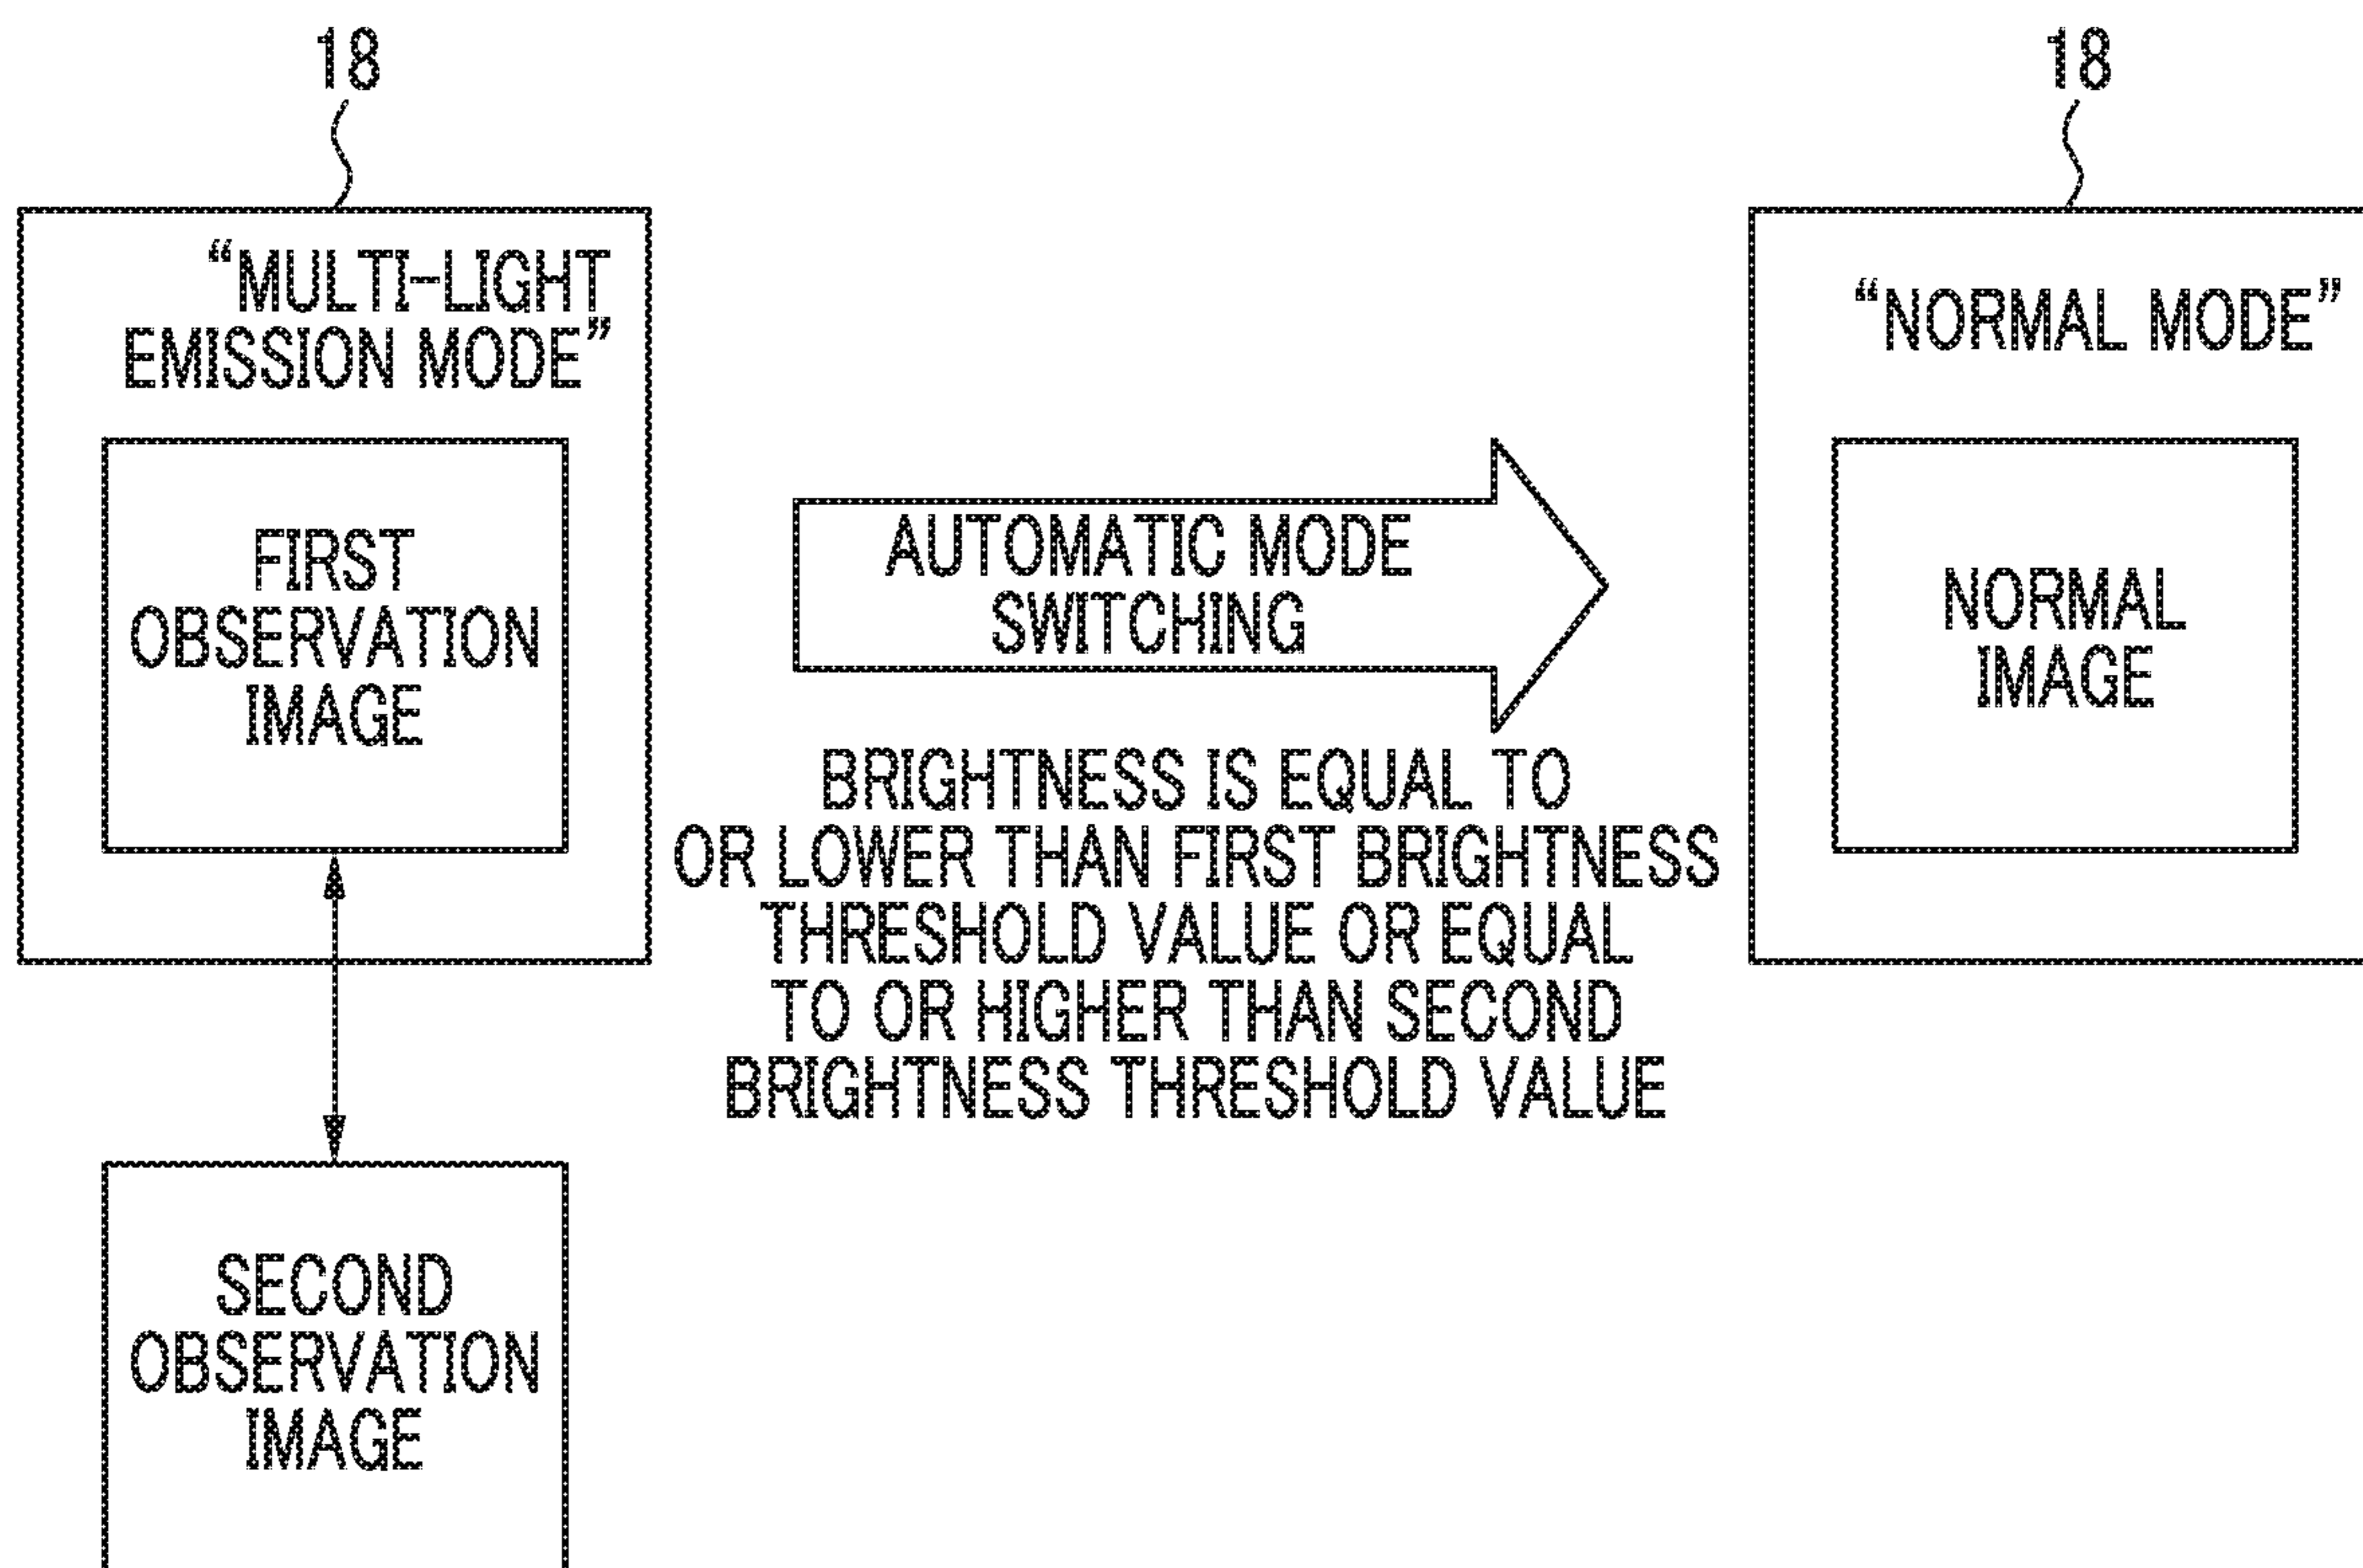 18
"MULTI-LIGHT
EMISSION MODE"
FIRST
OBSERVATION
IMAGE
SECOND
OBSERVATION
IMAGE
AUTOMATIC MODE
SWITCHING
BRIGHTNESS IS EQUAL TO
OR LOWER THAN FIRST BRIGHTNESS
THRESHOLD VALUE OR EQUAL
TO OR HIGHER THAN SECOND
BRIGHTNESS THRESHOLD VALUE
18
"NORMAL MODE"
NORMAL
IMAGE